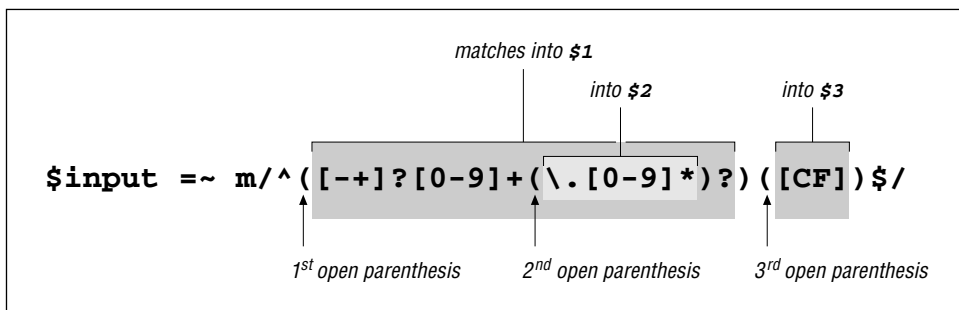 matches into $1
into $2 into $3
$input =~ m/^([-+]?[0-9]+(\.[0-9]*)?)([CF])$/
1st open parenthesis 2nd open parenthesis 3rd open parenthesis